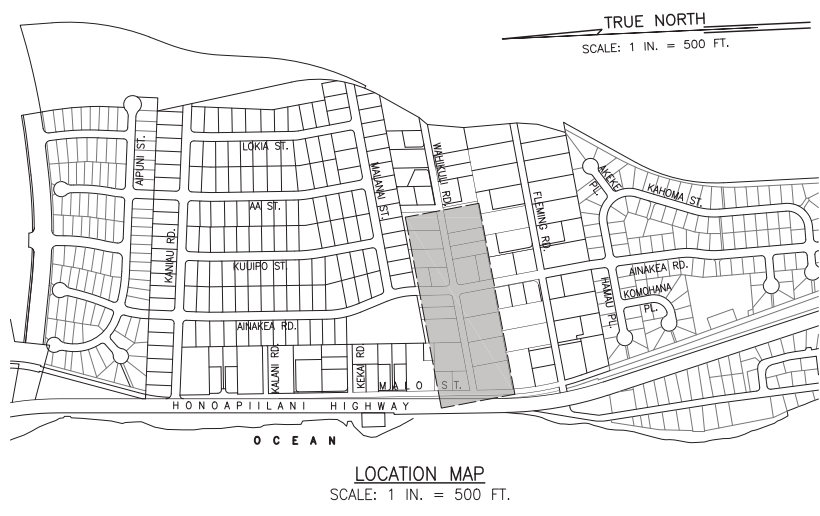 TRUE NORTH
SCALE: 1 IN. = 500 FT.
AIPUNI ST.
LOKIA ST.
MAILANAI ST.
WAHIKULI RD.
AKEKE PL.
KAHOMA ST.
FLEMING RD.
AA ST.
KANIAU RD.
KUUIPO ST.
AINAKEA RD.
HAMAU PL.
KOMOHANA PL.
AINAKEA RD.
KALANI RD.
KEKAI RD.
MALO ST.
HONOAPIILANI HIGHWAY
OCEAN
LOCATION MAP
SCALE: 1 IN. = 500 FT.